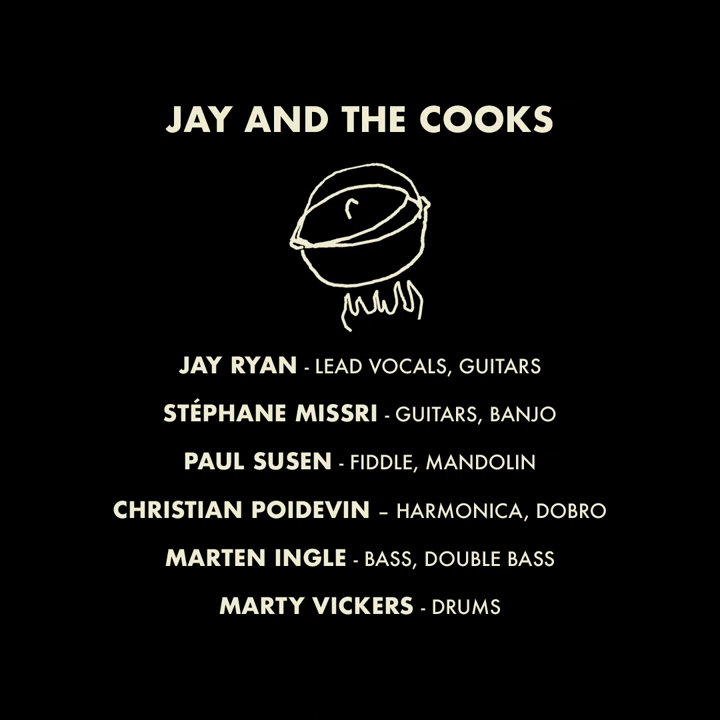 JAY AND THE COOKS
JAY RYAN - LEAD VOCALS, GUITARS
STÉPHANE MISSRI - GUITARS, BANJO
PAUL SUSEN - FIDDLE, MANDOLIN
CHRISTIAN POIDEVIN – HARMONICA, DOBRO
MARTEN INGLE - BASS, DOUBLE BASS
MARTY VICKERS - DRUMS